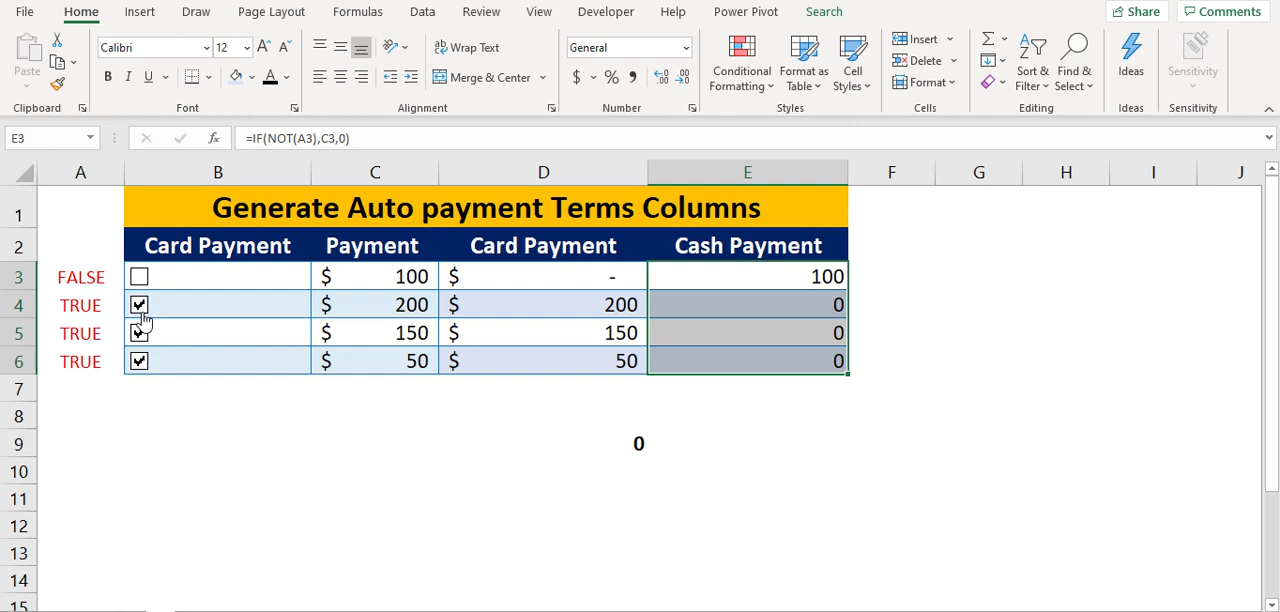 File Home Insert Draw Page Layout Formulas Data Review View Developer Help Power Pivot Search Share Comments
Calibri 12 A A Wrap Text General Insert
Paste B I U A Merge & Center $ % , Conditional Formatting Format as Table Cell Styles Delete Format Sort & Filter Find & Select Ideas Sensitivity
Clipboard Font Alignment Number Styles Cells Editing Ideas Sensitivity
E3 fx =IF(NOT(A3),C3,0)
A B C D E F G H I J
1 Generate Auto payment Terms Columns
2 Card Payment Payment Card Payment Cash Payment
3 FALSE $ 100 $ - 100
4 TRUE $ 200 $ 200 0
5 TRUE $ 150 $ 150 0
6 TRUE $ 50 $ 50 0
7
8
9 0
10
11
12
13
14
15